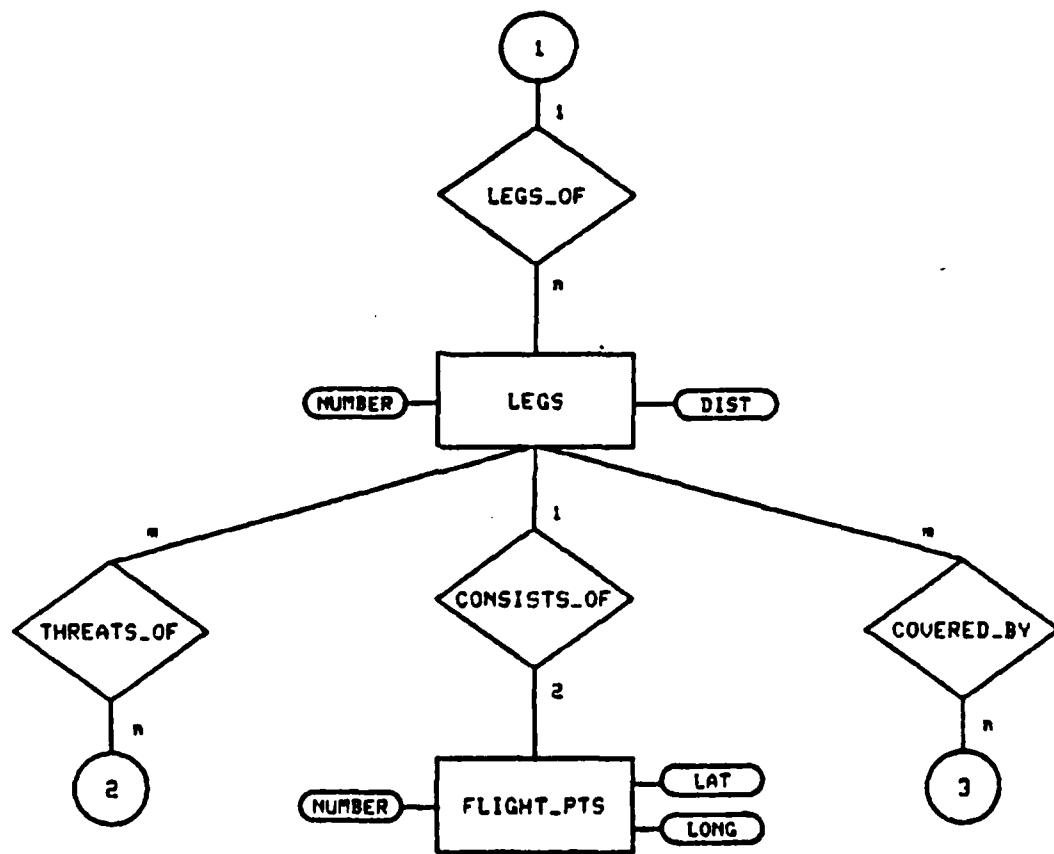 1
1
LEGS_OF
n
NUMBER
LEGS
DIST
m
1
m
THREATS_OF
CONSISTS_OF
COVERED_BY
n
2
n
2
NUMBER
FLIGHT_PTS
LAT
LONG
3